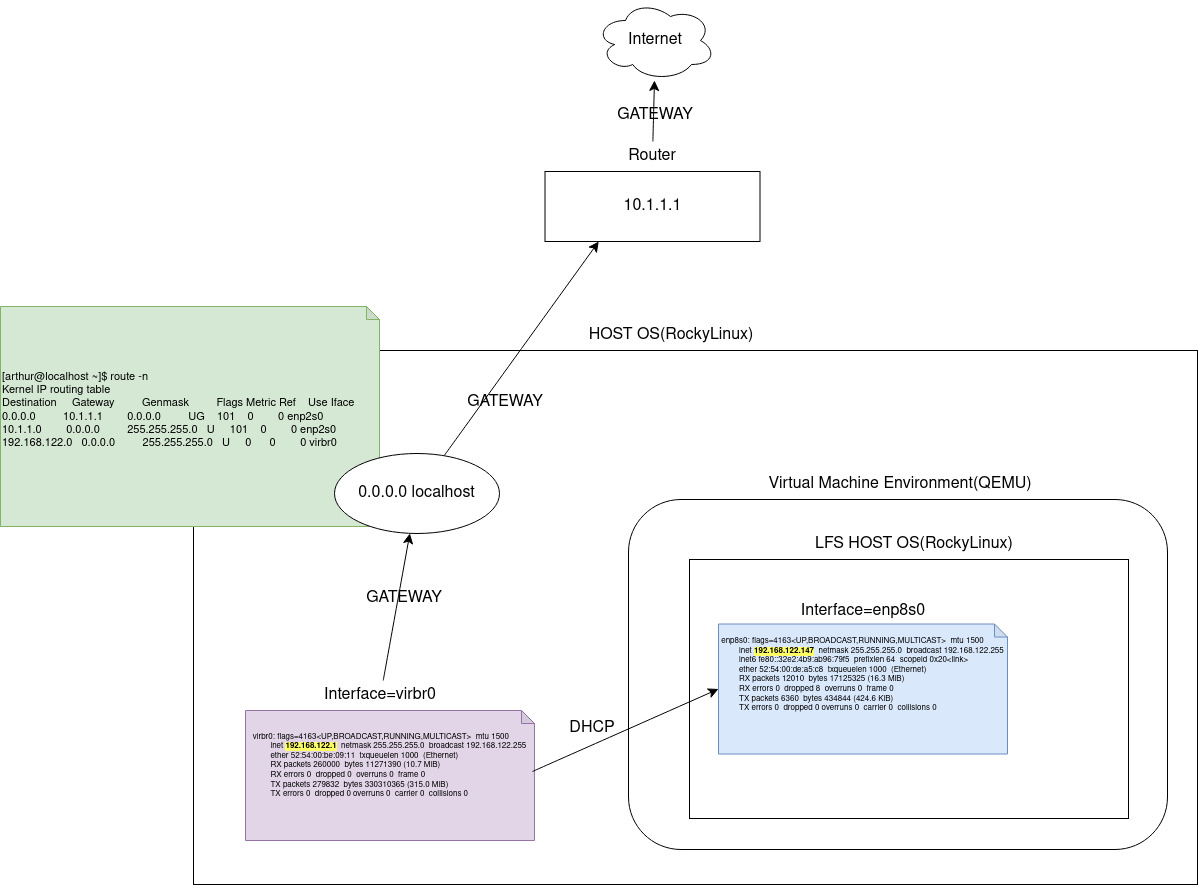 Internet
GATEWAY
Router
10.1.1.1
HOST OS(RockyLinux)
[arthur@localhost ~]$ route -n
Kernel IP routing table
Destination Gateway Genmask Flags Metric Ref Use Iface
0.0.0.0 10.1.1.1 0.0.0.0 UG 101 0 0 enp2s0
10.1.1.0 0.0.0.0 255.255.255.0 U 101 0 0 enp2s0
192.168.122.0 0.0.0.0 255.255.255.0 U 0 0 0 virbr0
GATEWAY
0.0.0.0 localhost
Virtual Machine Environment(QEMU)
LFS HOST OS(RockyLinux)
GATEWAY
Interface=enp8s0
enp8s0: flags=4163<UP,BROADCAST,RUNNING,MULTICAST> mtu 1500
inet 192.168.122.147 netmask 255.255.255.0 broadcast 192.168.122.255
inet6 fe80::32e2:4b9:ab96:79f5 prefixlen 64 scopeid 0x20<link>
ether 52:54:00:de:a5:c8 txqueuelen 1000 (Ethernet)
RX packets 12010 bytes 17125325 (16.3 MiB)
RX errors 0 dropped 8 overruns 0 frame 0
TX packets 6360 bytes 434844 (424.6 KiB)
TX errors 0 dropped 0 overruns 0 carrier 0 collisions 0
Interface=virbr0
DHCP
virbr0: flags=4163<UP,BROADCAST,RUNNING,MULTICAST> mtu 1500
inet 192.168.122.1 netmask 255.255.255.0 broadcast 192.168.122.255
ether 52:54:00:be:09:11 txqueuelen 1000 (Ethernet)
RX packets 260000 bytes 11271390 (10.7 MiB)
RX errors 0 dropped 0 overruns 0 frame 0
TX packets 279832 bytes 330310365 (315.0 MiB)
TX errors 0 dropped 0 overruns 0 carrier 0 collisions 0